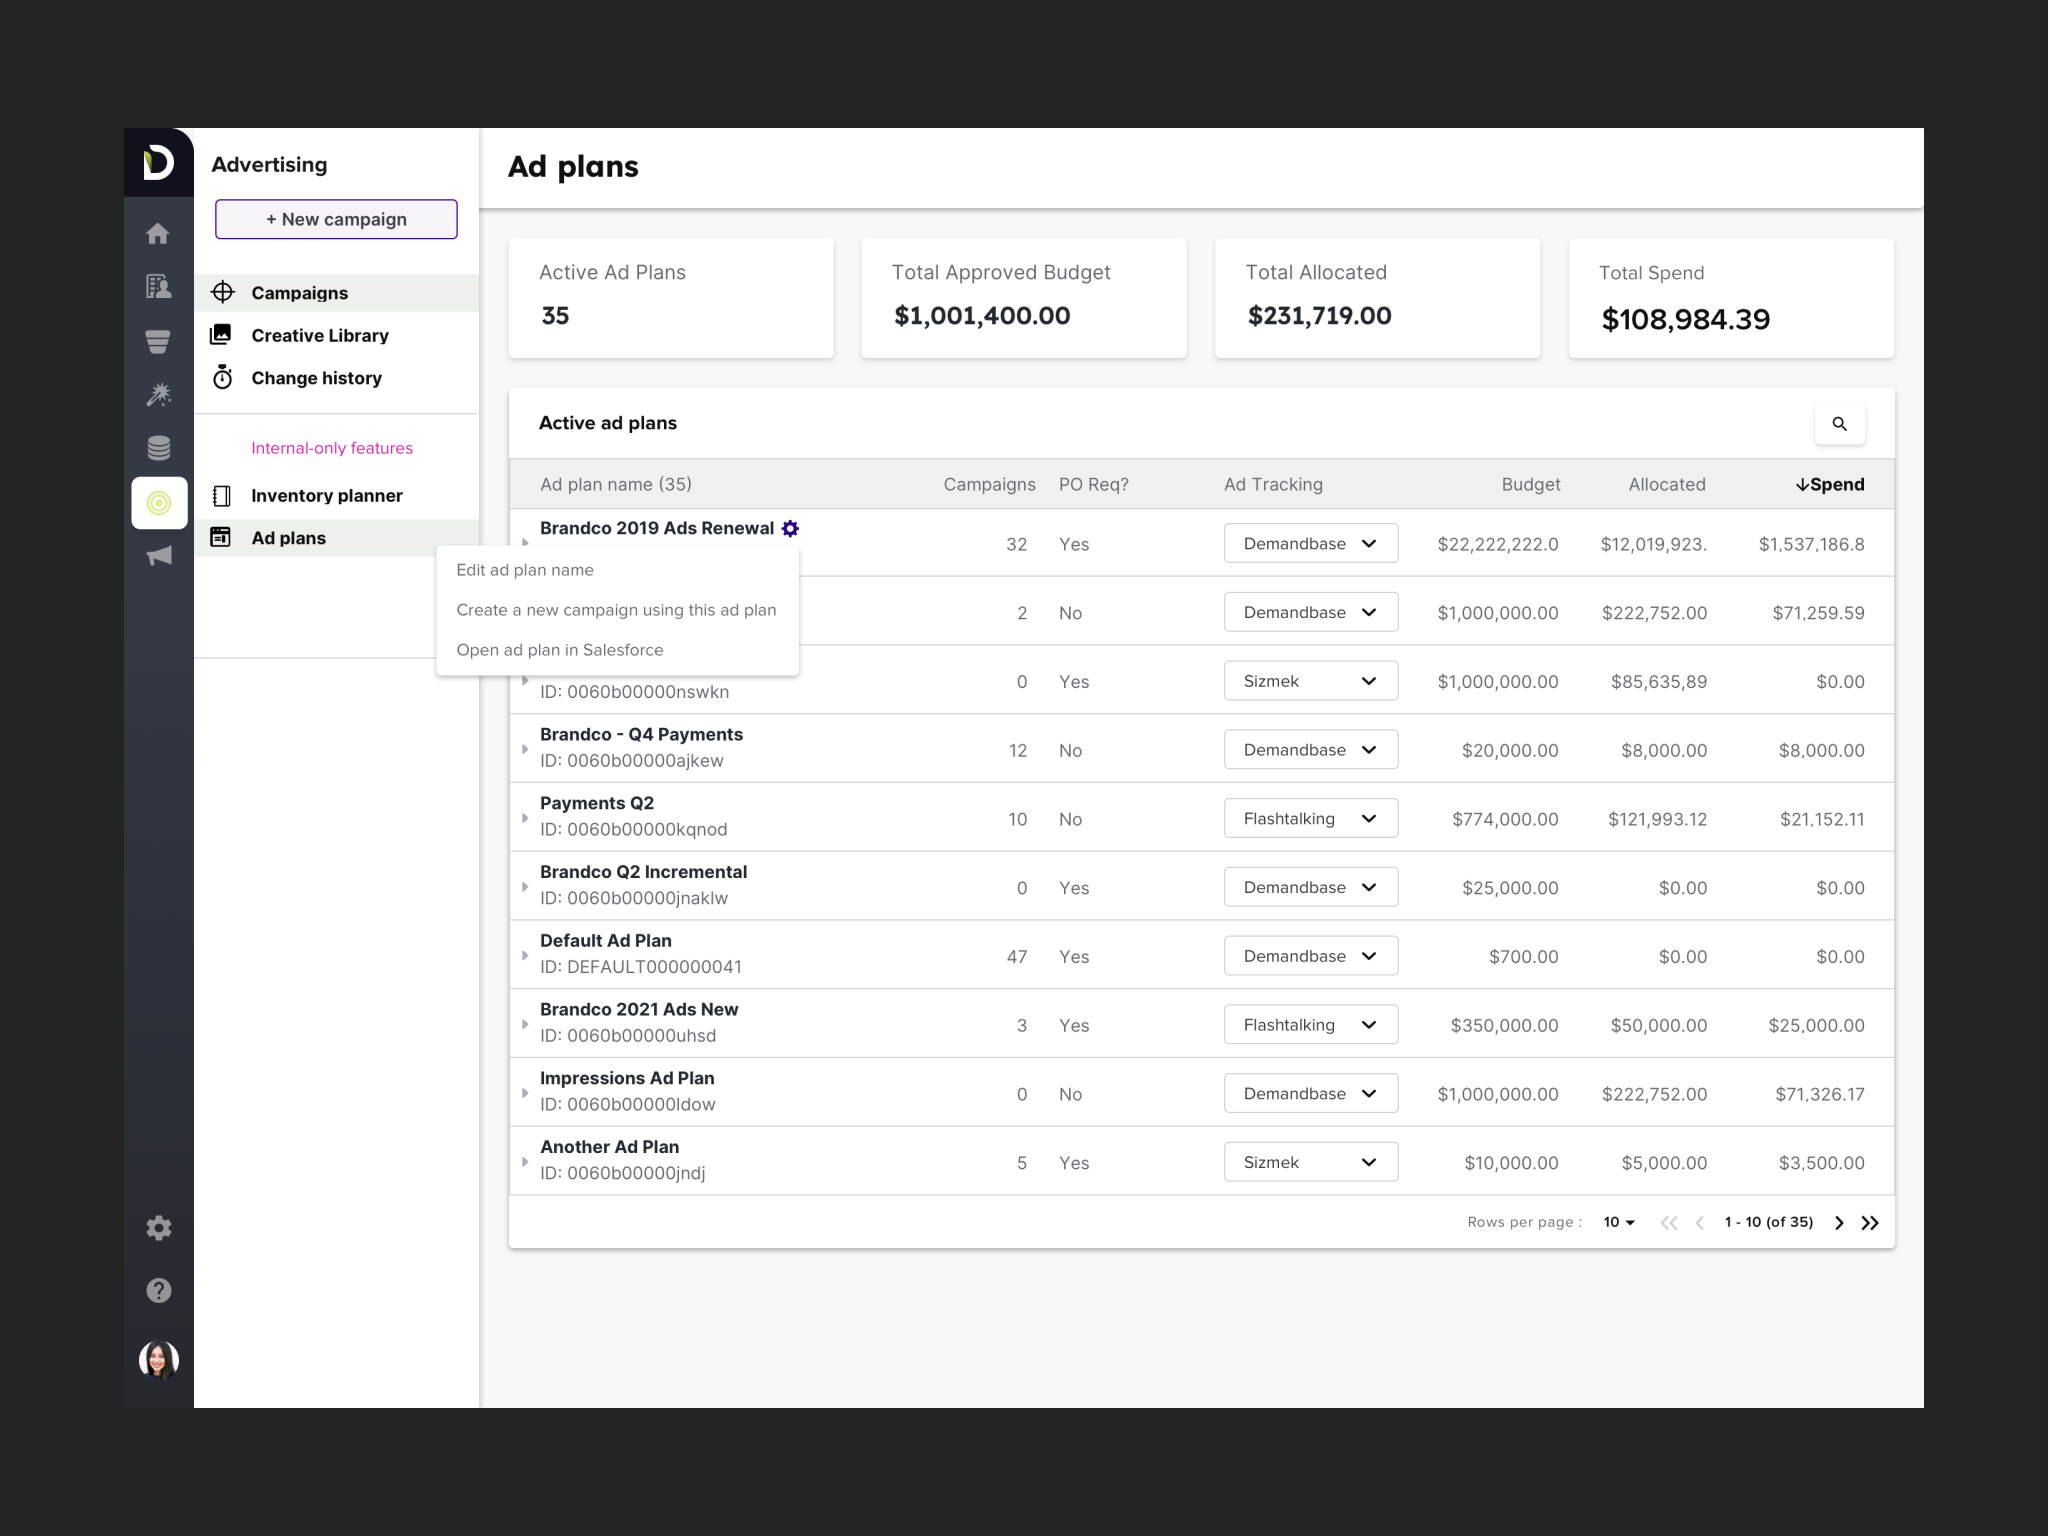 Advertising
+ New campaign
Campaigns
Creative Library
Change history
Internal-only features
Inventory planner
Ad plans
Ad plans
Active Ad Plans
35
Total Approved Budget
$1,001,400.00
Total Allocated
$231,719.00
Total Spend
$108,984.39
Active ad plans
Ad plan name (35) Campaigns PO Req? Ad Tracking Budget Allocated Spend
Brandco 2019 Ads Renewal
32 Yes Demandbase $22,222,222.0 $12,019,923. $1,537,186.8
Edit ad plan name
Create a new campaign using this ad plan
Open ad plan in Salesforce
2 No Demandbase $1,000,000.00 $222,752.00 $71,259.59
ID: 0060b00000nswkn
0 Yes Sizmek $1,000,000.00 $85,635,89 $0.00
Brandco - Q4 Payments
ID: 0060b00000ajkew
12 No Demandbase $20,000.00 $8,000.00 $8,000.00
Payments Q2
ID: 0060b00000kqnod
10 No Flashtalking $774,000.00 $121,993.12 $21,152.11
Brandco Q2 Incremental
ID: 0060b00000jnaklw
0 Yes Demandbase $25,000.00 $0.00 $0.00
Default Ad Plan
ID: DEFAULT000000041
47 Yes Demandbase $700.00 $0.00 $0.00
Brandco 2021 Ads New
ID: 0060b00000uhsd
3 Yes Flashtalking $350,000.00 $50,000.00 $25,000.00
Impressions Ad Plan
ID: 0060b00000ldow
0 No Demandbase $1,000,000.00 $222,752.00 $71,326.17
Another Ad Plan
ID: 0060b00000jndj
5 Yes Sizmek $10,000.00 $5,000.00 $3,500.00
Rows per page : 10 1 - 10 (of 35)